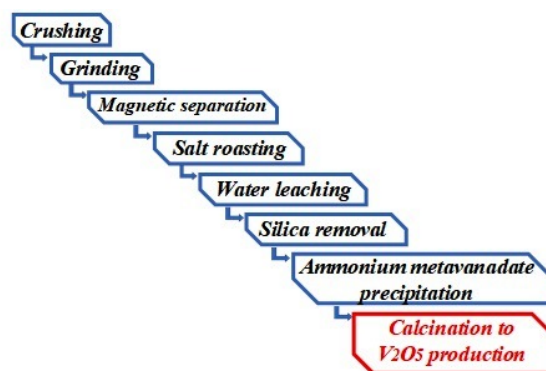 Crushing
Grinding
Magnetic separation
Salt roasting
Water leaching
Silica removal
Ammonium metavanadate
precipitation
Calcination to
V2O5 production